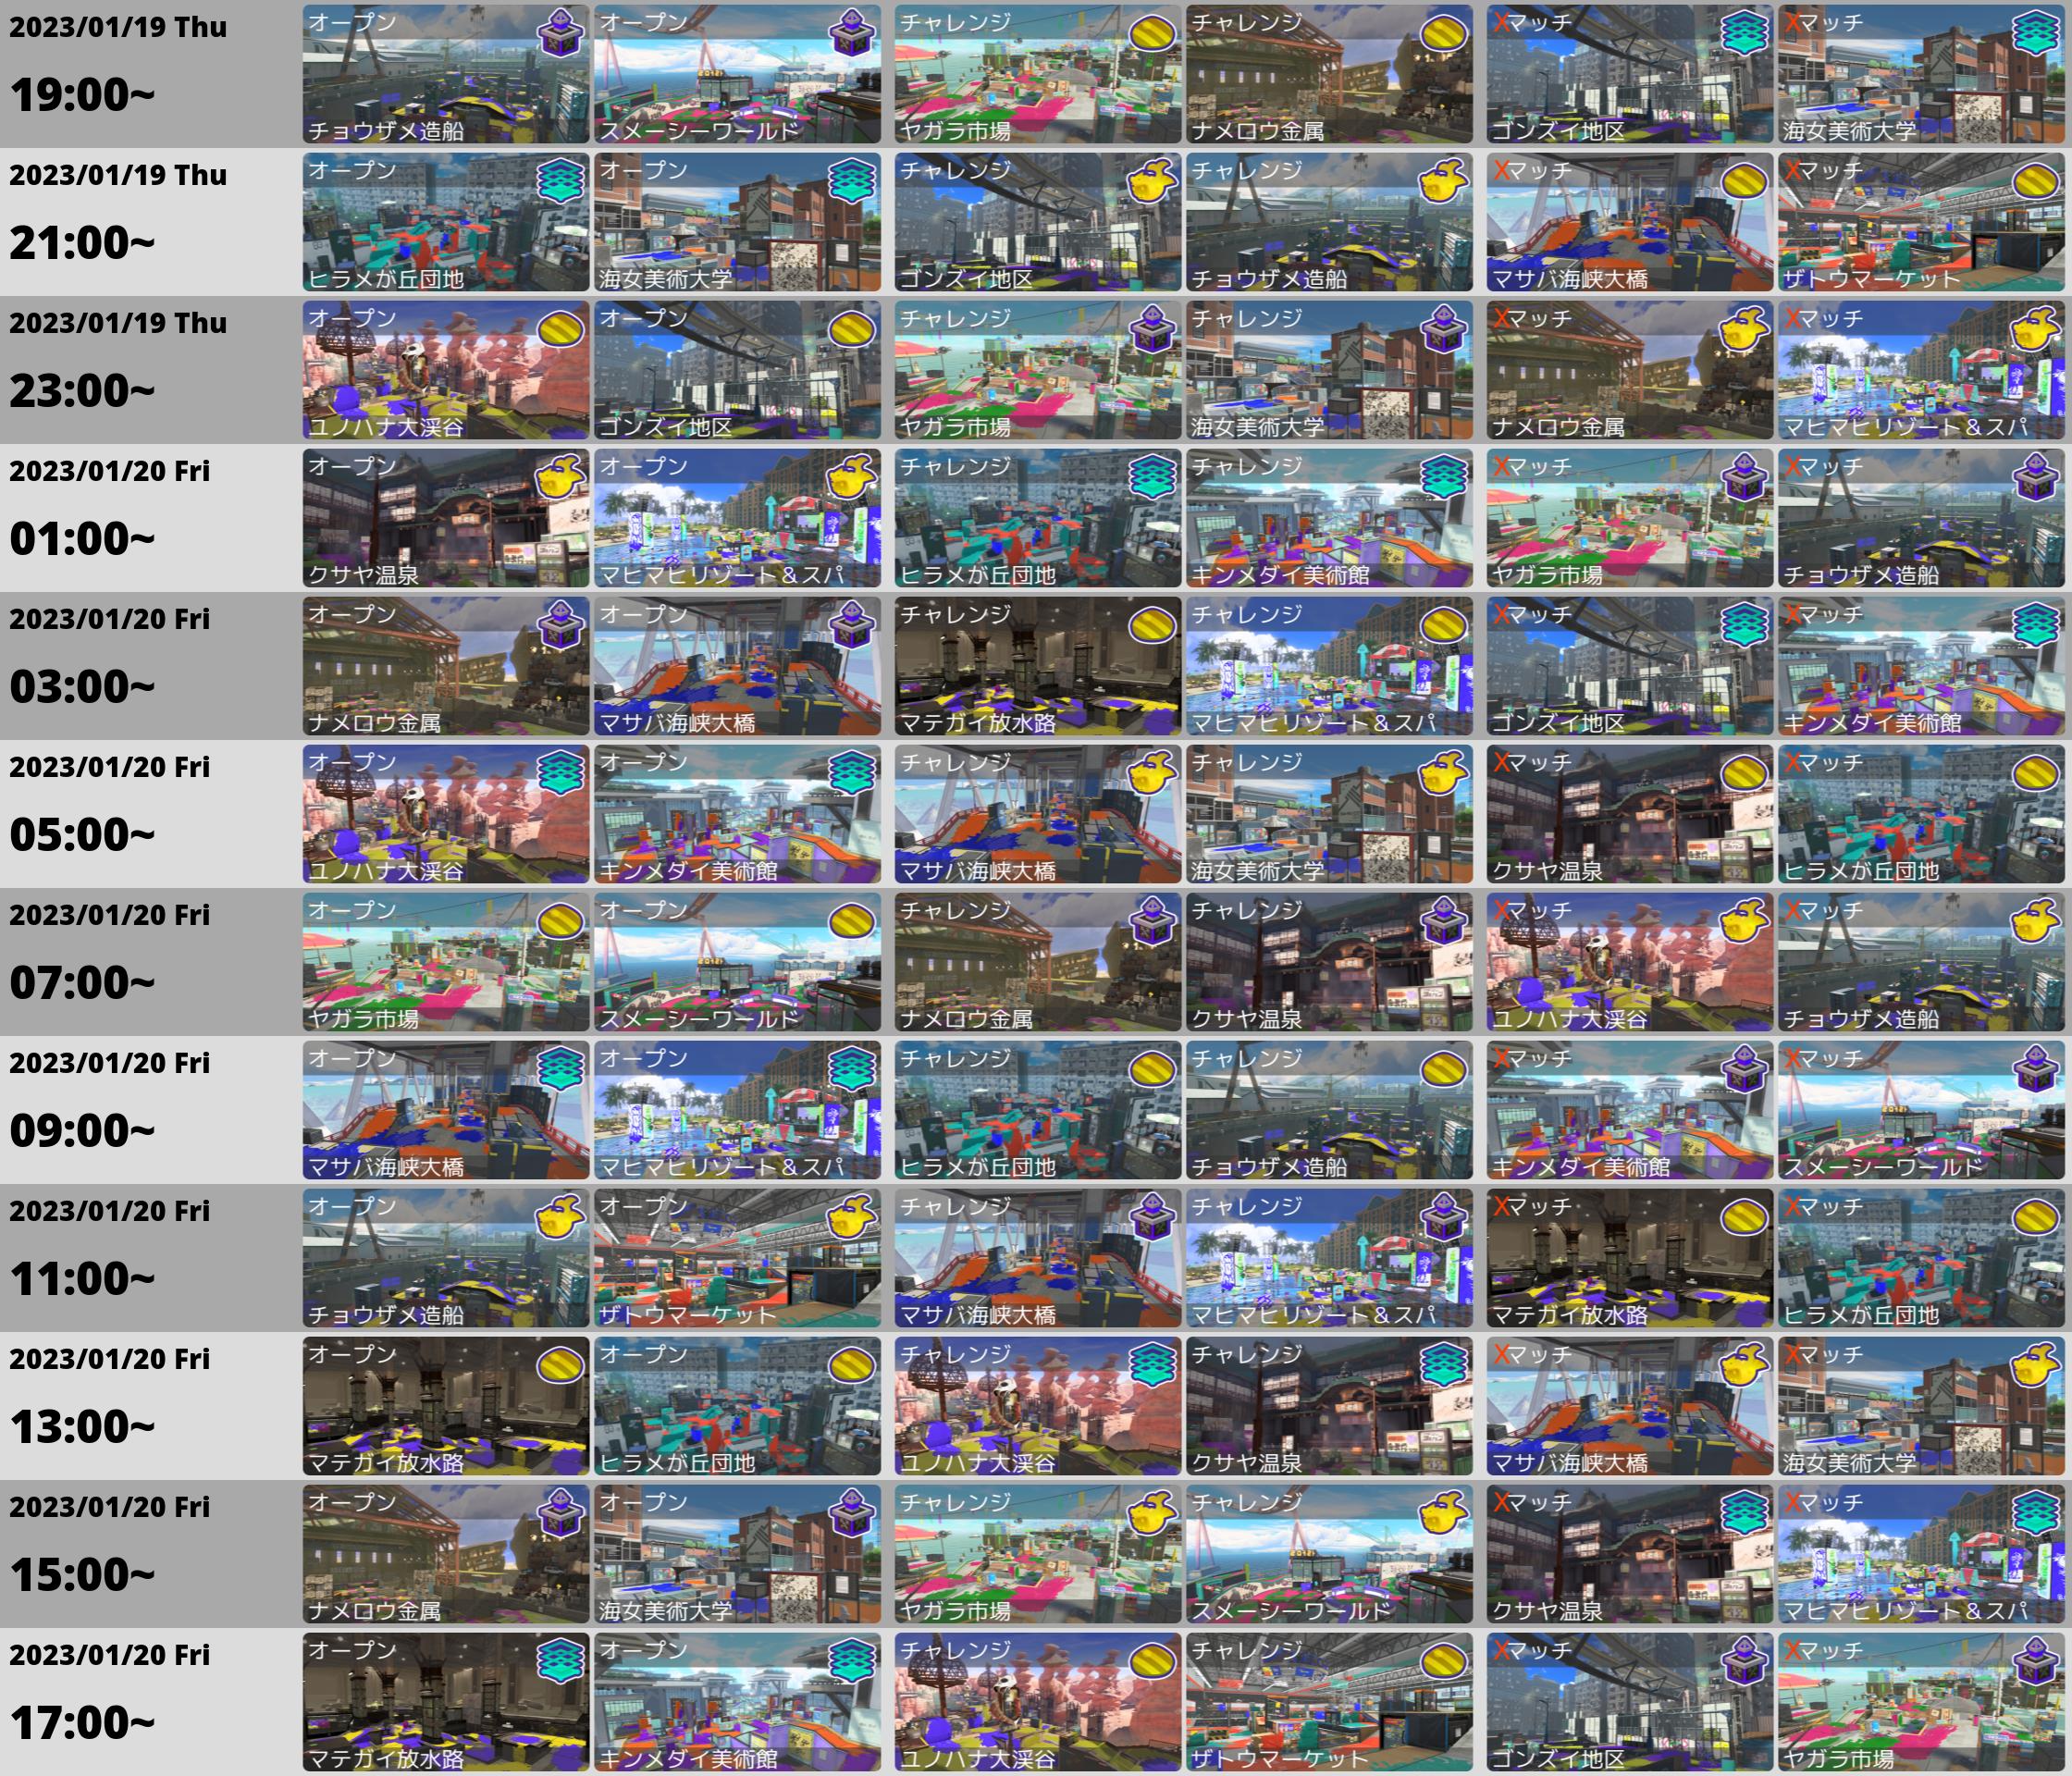 2023/01/19 Thu
19:00~
オープン
チョウザメ造船
オープン
スメーシーワールド
チャレンジ
ヤガラ市場
チャレンジ
ナメロウ金属
Xマッチ
ゴンズイ地区
Xマッチ
海女美術大学
2023/01/19 Thu
21:00~
オープン
ヒラメが丘団地
オープン
海女美術大学
チャレンジ
ゴンズイ地区
チャレンジ
チョウザメ造船
Xマッチ
マサバ海峡大橋
Xマッチ
ザトウマーケット
2023/01/19 Thu
23:00~
オープン
ユノハナ大渓谷
オープン
ゴンズイ地区
チャレンジ
ヤガラ市場
チャレンジ
海女美術大学
Xマッチ
ナメロウ金属
Xマッチ
マヒマヒリゾート＆スパ
2023/01/20 Fri
01:00~
オープン
クサヤ温泉
オープン
マヒマヒリゾート＆スパ
チャレンジ
ヒラメが丘団地
チャレンジ
キンメダイ美術館
Xマッチ
ヤガラ市場
Xマッチ
チョウザメ造船
2023/01/20 Fri
03:00~
オープン
ナメロウ金属
オープン
マサバ海峡大橋
チャレンジ
マテガイ放水路
チャレンジ
マヒマヒリゾート＆スパ
Xマッチ
ゴンズイ地区
Xマッチ
キンメダイ美術館
2023/01/20 Fri
05:00~
オープン
ユノハナ大渓谷
オープン
キンメダイ美術館
チャレンジ
マサバ海峡大橋
チャレンジ
海女美術大学
Xマッチ
クサヤ温泉
Xマッチ
ヒラメが丘団地
2023/01/20 Fri
07:00~
オープン
ヤガラ市場
オープン
スメーシーワールド
チャレンジ
ナメロウ金属
チャレンジ
クサヤ温泉
Xマッチ
ユノハナ大渓谷
Xマッチ
チョウザメ造船
2023/01/20 Fri
09:00~
オープン
マサバ海峡大橋
オープン
マヒマヒリゾート＆スパ
チャレンジ
ヒラメが丘団地
チャレンジ
チョウザメ造船
Xマッチ
キンメダイ美術館
Xマッチ
スメーシーワールド
2023/01/20 Fri
11:00~
オープン
チョウザメ造船
オープン
ザトウマーケット
チャレンジ
マサバ海峡大橋
チャレンジ
マヒマヒリゾート＆スパ
Xマッチ
マテガイ放水路
Xマッチ
ヒラメが丘団地
2023/01/20 Fri
13:00~
オープン
マテガイ放水路
オープン
ヒラメが丘団地
チャレンジ
ユノハナ大渓谷
チャレンジ
クサヤ温泉
Xマッチ
マサバ海峡大橋
Xマッチ
海女美術大学
2023/01/20 Fri
15:00~
オープン
ナメロウ金属
オープン
海女美術大学
チャレンジ
ヤガラ市場
チャレンジ
スメーシーワールド
Xマッチ
クサヤ温泉
Xマッチ
マヒマヒリゾート＆スパ
2023/01/20 Fri
17:00~
オープン
マテガイ放水路
オープン
キンメダイ美術館
チャレンジ
ユノハナ大渓谷
チャレンジ
ザトウマーケット
Xマッチ
ゴンズイ地区
Xマッチ
ヤガラ市場